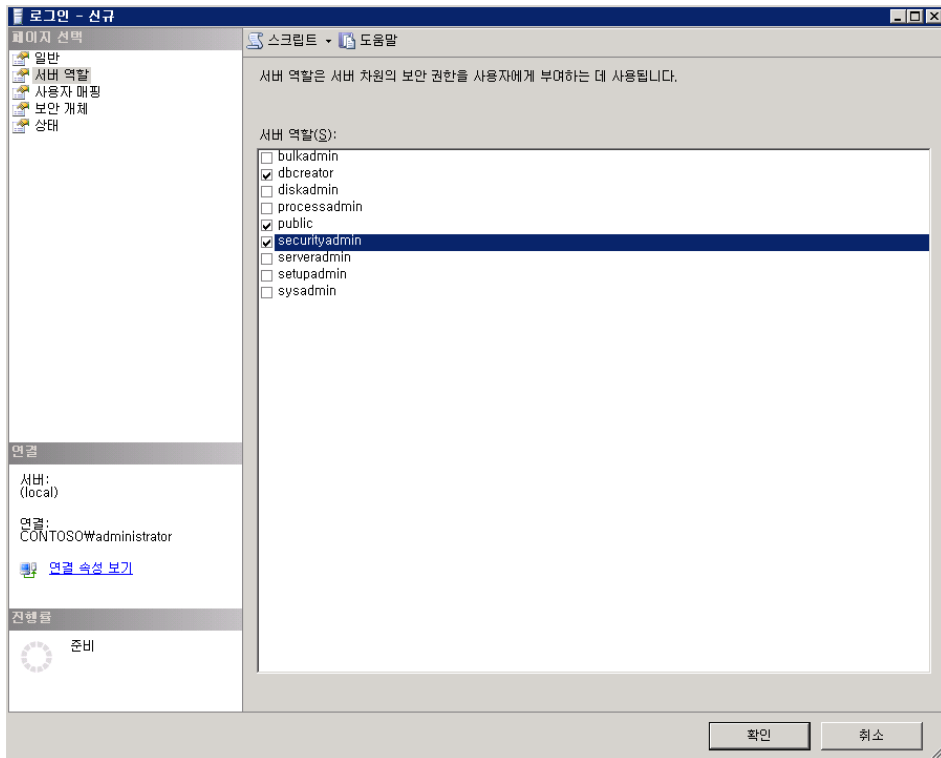 로그인 - 신규
페이지 선택
일반
서버 역할
사용자 매핑
보안 개체
상태
연결
서버:
(local)
연결:
CONTOSO₩administrator
연결 속성 보기
진행률
준비
스크립트 도움말
서버 역할은 서버 차원의 보안 권한을 사용자에게 부여하는 데 사용됩니다.
서버 역할(S):
bulkadmin
dbcreator
diskadmin
processadmin
public
securityadmin
serveradmin
setupadmin
sysadmin
확인 취소